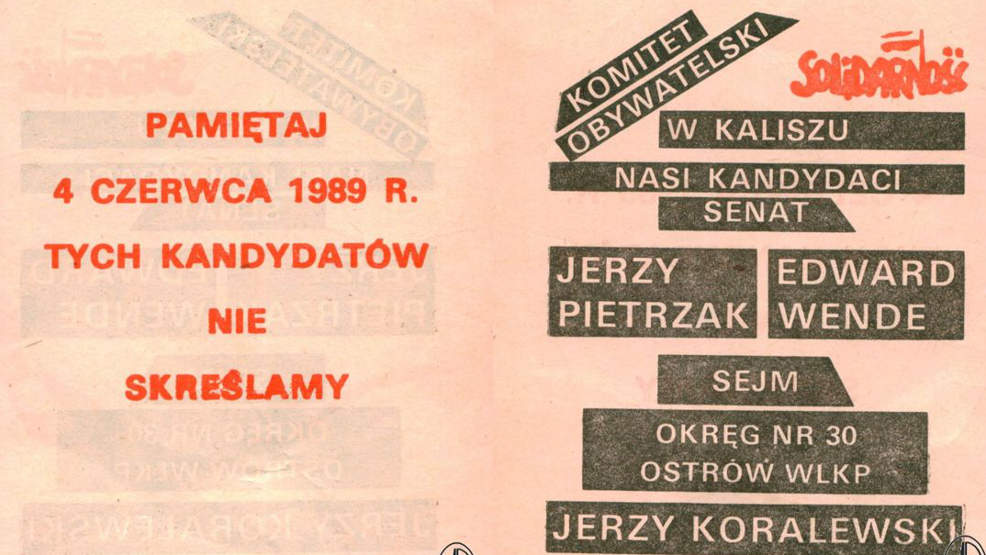 PAMIĘTAJ
4 CZERWCA 1989 R.
TYCH KANDYDATÓW
NIE
SKREŚLAMY
KOMITET
OBYWATELSKI
SOLIDARNOŚĆ
W KALISZU
NASI KANDYDACI
SENAT
JERZY
PIETRZAK
EDWARD
WENDE
SEJM
OKRĘG NR 30
OSTRÓW WLKP
JERZY KORALEWSKI